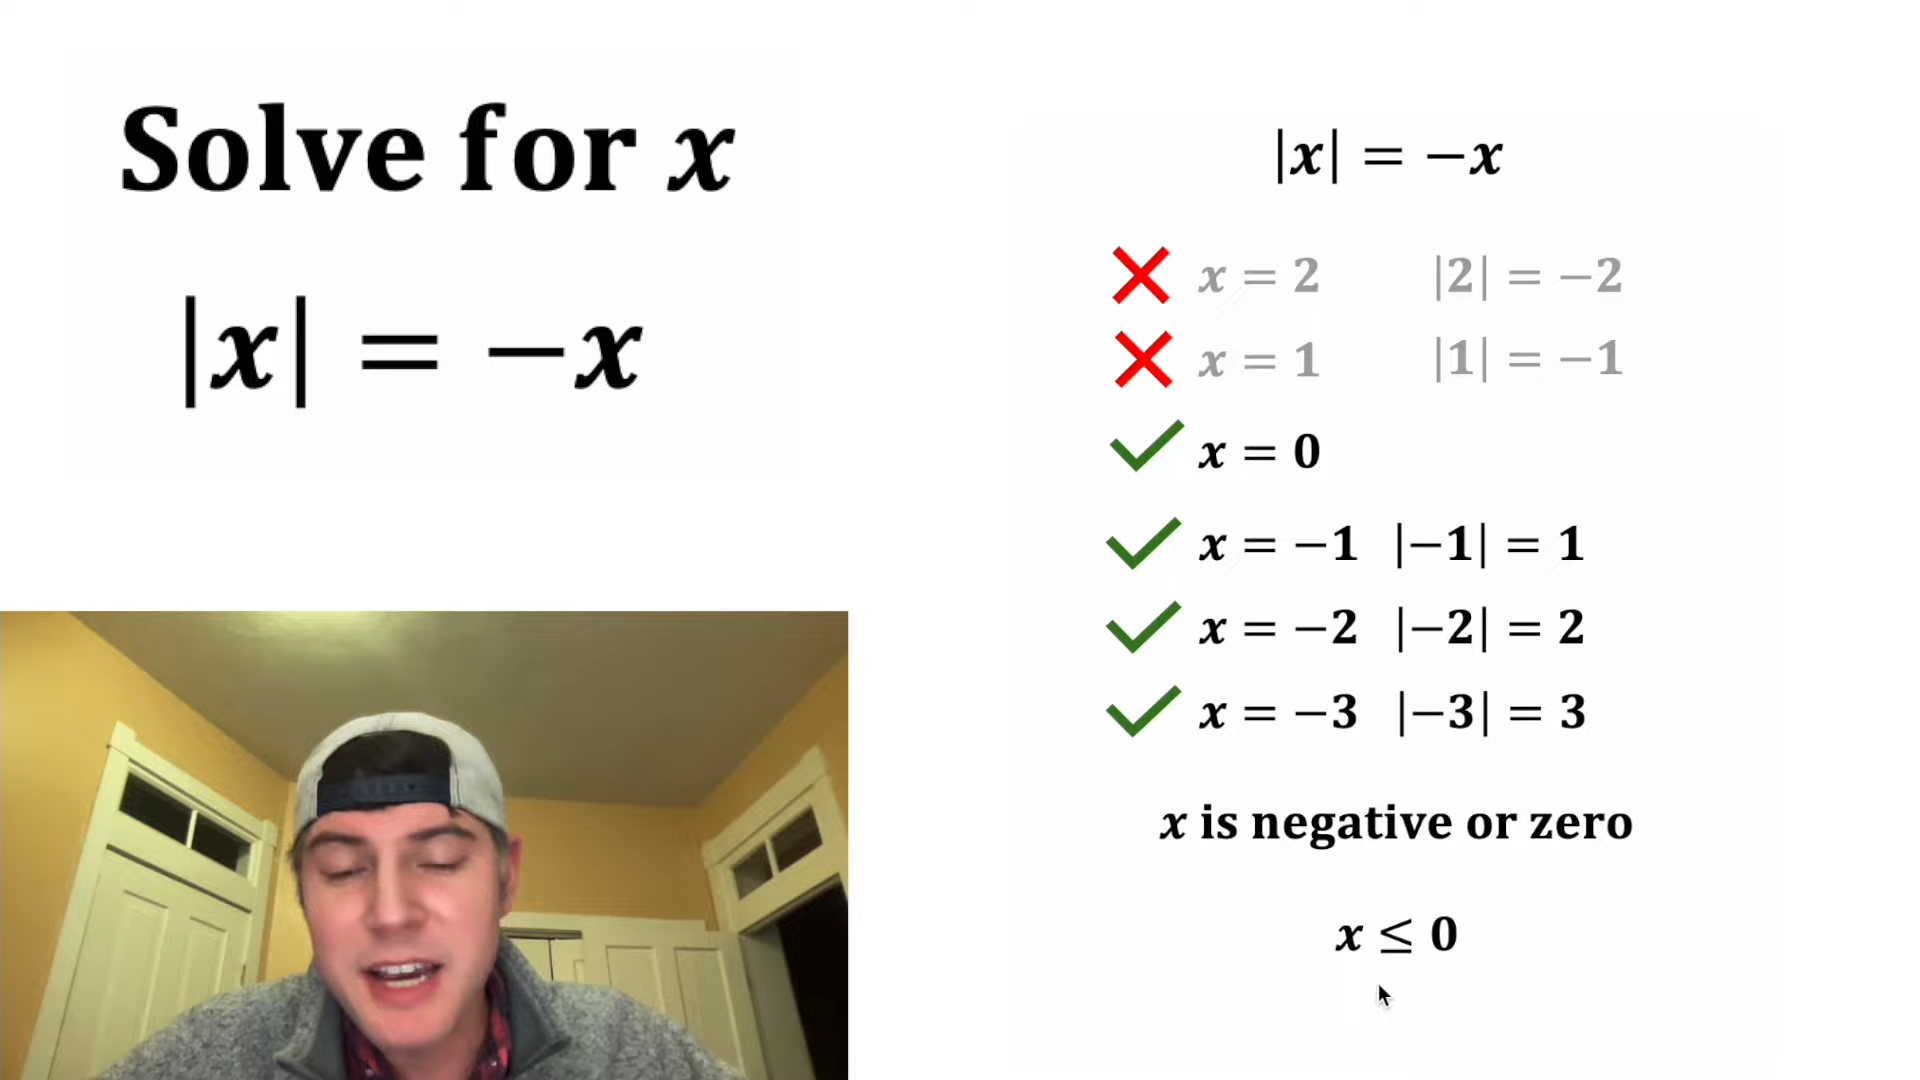 Solve for x
|x| = −x
|x| = −x
x = 2 |2| = −2
x = 1 |1| = −1
x = 0
x = −1 |−1| = 1
x = −2 |−2| = 2
x = −3 |−3| = 3
x is negative or zero
x ≤ 0